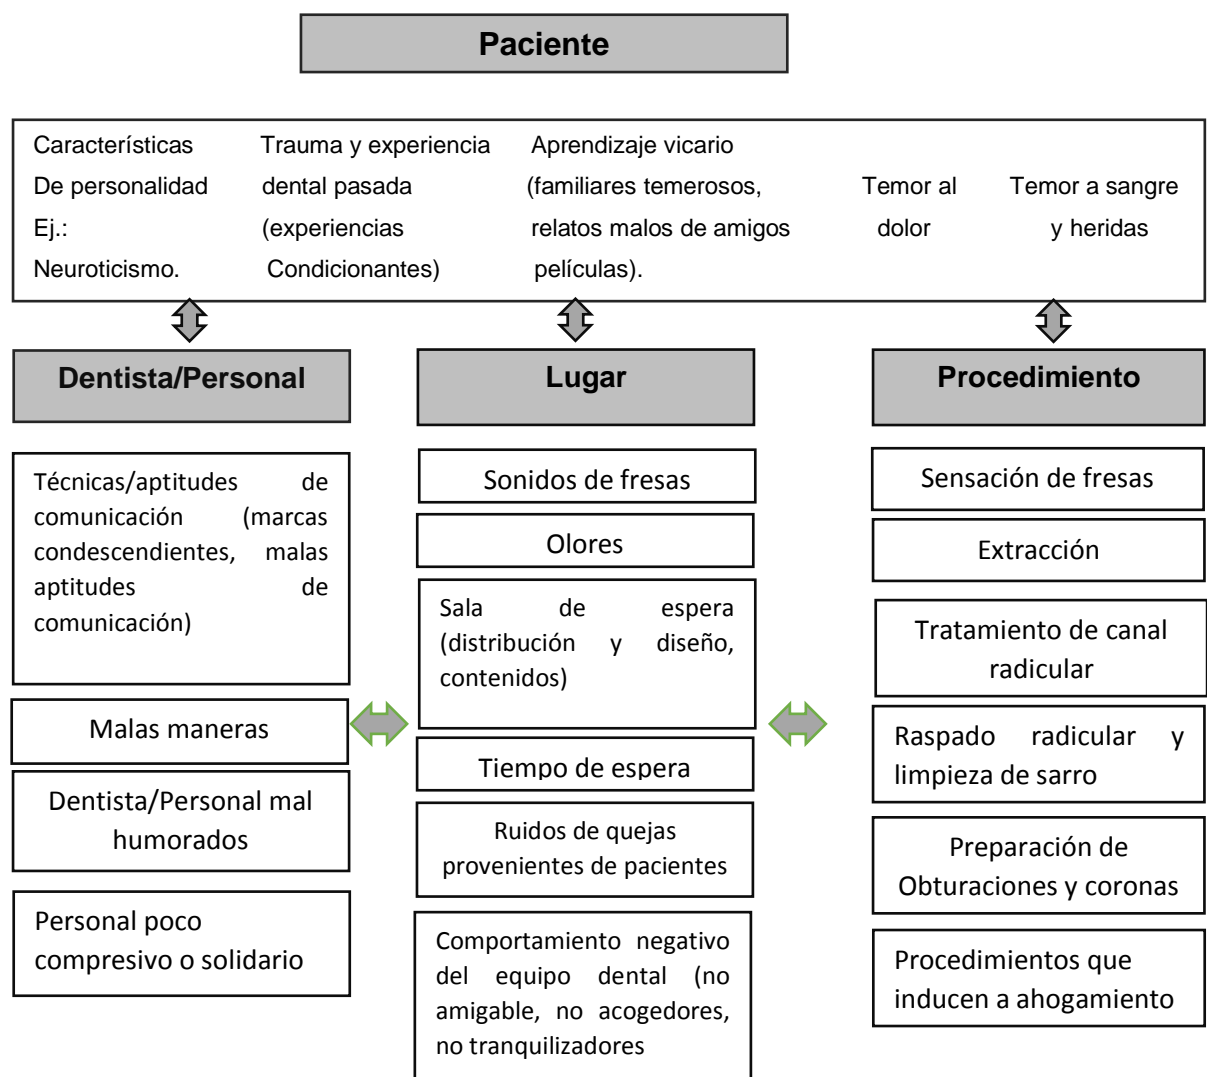 Paciente
Características
De personalidad
Ej.:
Neuroticismo.
Trauma y experiencia
dental pasada
(experiencias
Condicionantes)
Aprendizaje vicario
(familiares temerosos,
relatos malos de amigos
películas).
Temor al
dolor
Temor a sangre
y heridas
Dentista/Personal
Técnicas/aptitudes de
comunicación (marcas
condescendientes, malas
aptitudes de
comunicación)
Malas maneras
Dentista/Personal mal
humorados
Personal poco
compresivo o solidario
Lugar
Sonidos de fresas
Olores
Sala de espera
(distribución y diseño,
contenidos)
Tiempo de espera
Ruidos de quejas
provenientes de pacientes
Comportamiento negativo
del equipo dental (no
amigable, no acogedores,
no tranquilizadores
Procedimiento
Sensación de fresas
Extracción
Tratamiento de canal
radicular
Raspado radicular y
limpieza de sarro
Preparación de
Obturaciones y coronas
Procedimientos que
inducen a ahogamiento